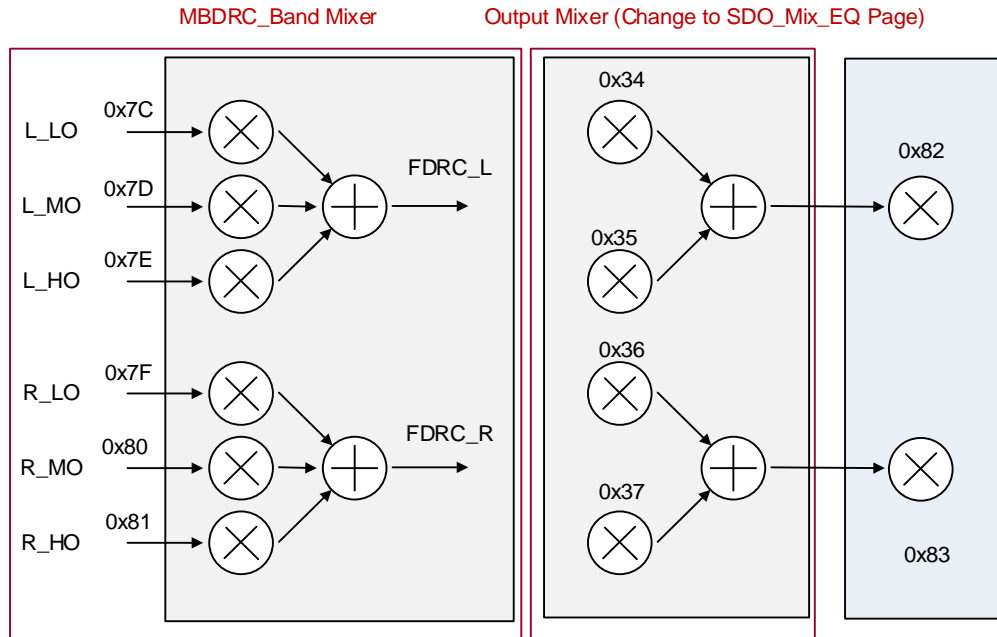 MBDRC_Band Mixer
Output Mixer (Change to SDO_Mix_EQ Page)
L_LO
0x7C
L_MO
0x7D
L_HO
0x7E
FDRC_L
R_LO
0x7F
R_MO
0x80
R_HO
0x81
FDRC_R
0x34
0x35
0x36
0x37
0x82
0x83